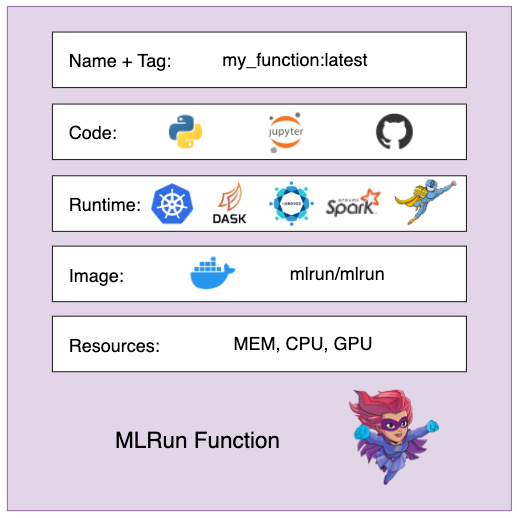 Name + Tag: my_function:latest
Code: jupyter
Runtime: DASK Spark
Image: mlrun/mlrun
Resources: MEM, CPU, GPU
MLRun Function